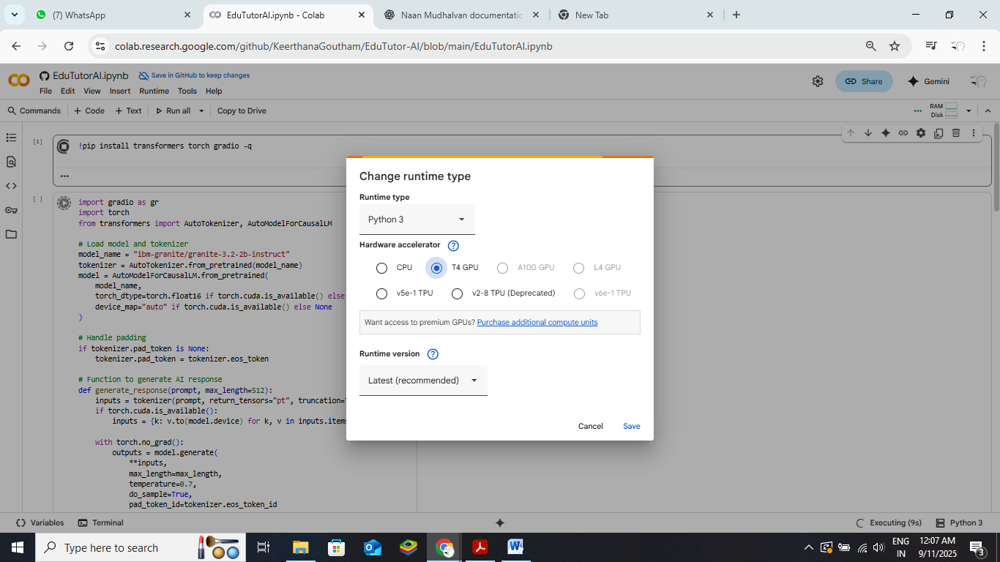 (7) WhatsApp
EduTutorAI.ipynb - Colab
Naan Mudhalvan documentatio
New Tab
colab.research.google.com/github/KeerthanaGoutham/EduTutor-AI/blob/main/EduTutorAI.ipynb
EduTutorAI.ipynb Save in GitHub to keep changes
File Edit View Insert Runtime Tools Help
Share
Gemini
Commands + Code + Text Run all Copy to Drive
RAM
Disk
[1]
!pip install transformers torch gradio -q
[ ]
import gradio as gr
import torch
from transformers import AutoTokenizer, AutoModelForCausalLM
# Load model and tokenizer
model_name = "ibm-granite/granite-3.2-2b-instruct"
tokenizer = AutoTokenizer.from_pretrained(model_name)
model = AutoModelForCausalLM.from_pretrained(
model_name,
torch_dtype=torch.float16 if torch.cuda.is_available() else
device_map="auto" if torch.cuda.is_available() else None
)
# Handle padding
if tokenizer.pad_token is None:
tokenizer.pad_token = tokenizer.eos_token
# Function to generate AI response
def generate_response(prompt, max_length=512):
inputs = tokenizer(prompt, return_tensors="pt", truncation=
if torch.cuda.is_available():
inputs = {k: v.to(model.device) for k, v in inputs.items
with torch.no_grad():
outputs = model.generate(
**inputs,
max_length=max_length,
temperature=0.7,
do_sample=True,
pad_token_id=tokenizer.eos_token_id
Change runtime type
Runtime type
Python 3
Hardware accelerator ?
CPU T4 GPU A100 GPU L4 GPU
v5e-1 TPU v2-8 TPU (Deprecated) v6e-1 TPU
Want access to premium GPUs? Purchase additional compute units
Runtime version ?
Latest (recommended)
Cancel Save
Variables Terminal
Executing (9s) Python 3
Type here to search
ENG
IN
12:07 AM
9/11/2025
3